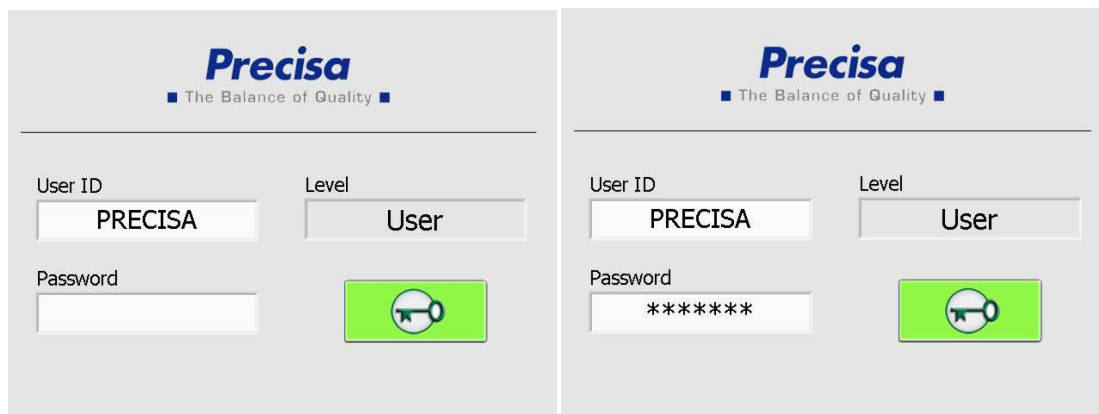 Precisa
The Balance of Quality
User ID
Level
PRECISA
User
Password
Precisa
The Balance of Quality
User ID
Level
PRECISA
User
Password
*******